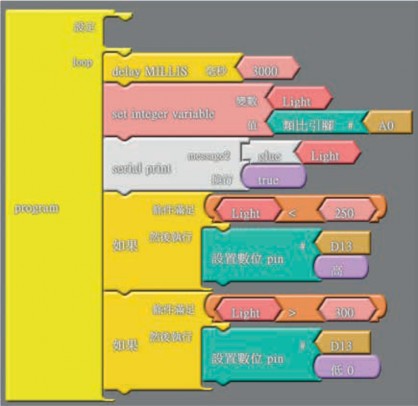 設定
loop
delay MILLIS 毫秒 3000
變數 Light
set integer variable
值 類比引腳 # A0
message2 glue Light
serial print
換行 true
program
條件滿足 Light < 250
如果 然後執行 # D13
設置數位 pin
高
條件滿足 Light > 300
如果 然後執行 # D13
設置數位 pin
低 0